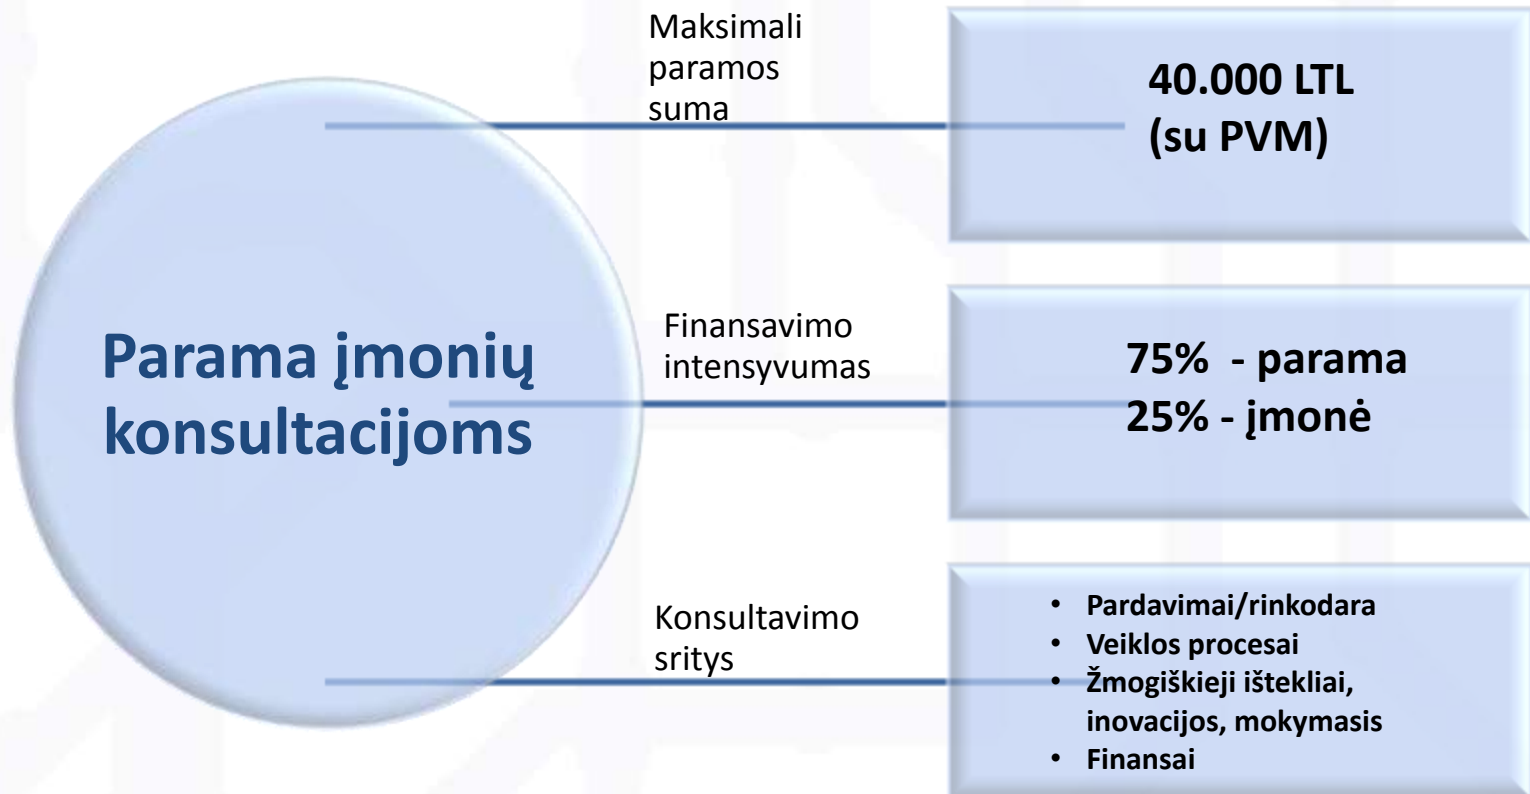 Parama įmonių
konsultacijoms
Maksimali
paramos
suma
40.000 LTL
(su PVM)
Finansavimo
intensyvumas
75%  - parama
25% - įmonė
Konsultavimo
sritys
• Pardavimai/rinkodara
• Veiklos procesai
• Žmogiškieji ištekliai,
inovacijos, mokymasis
• Finansai